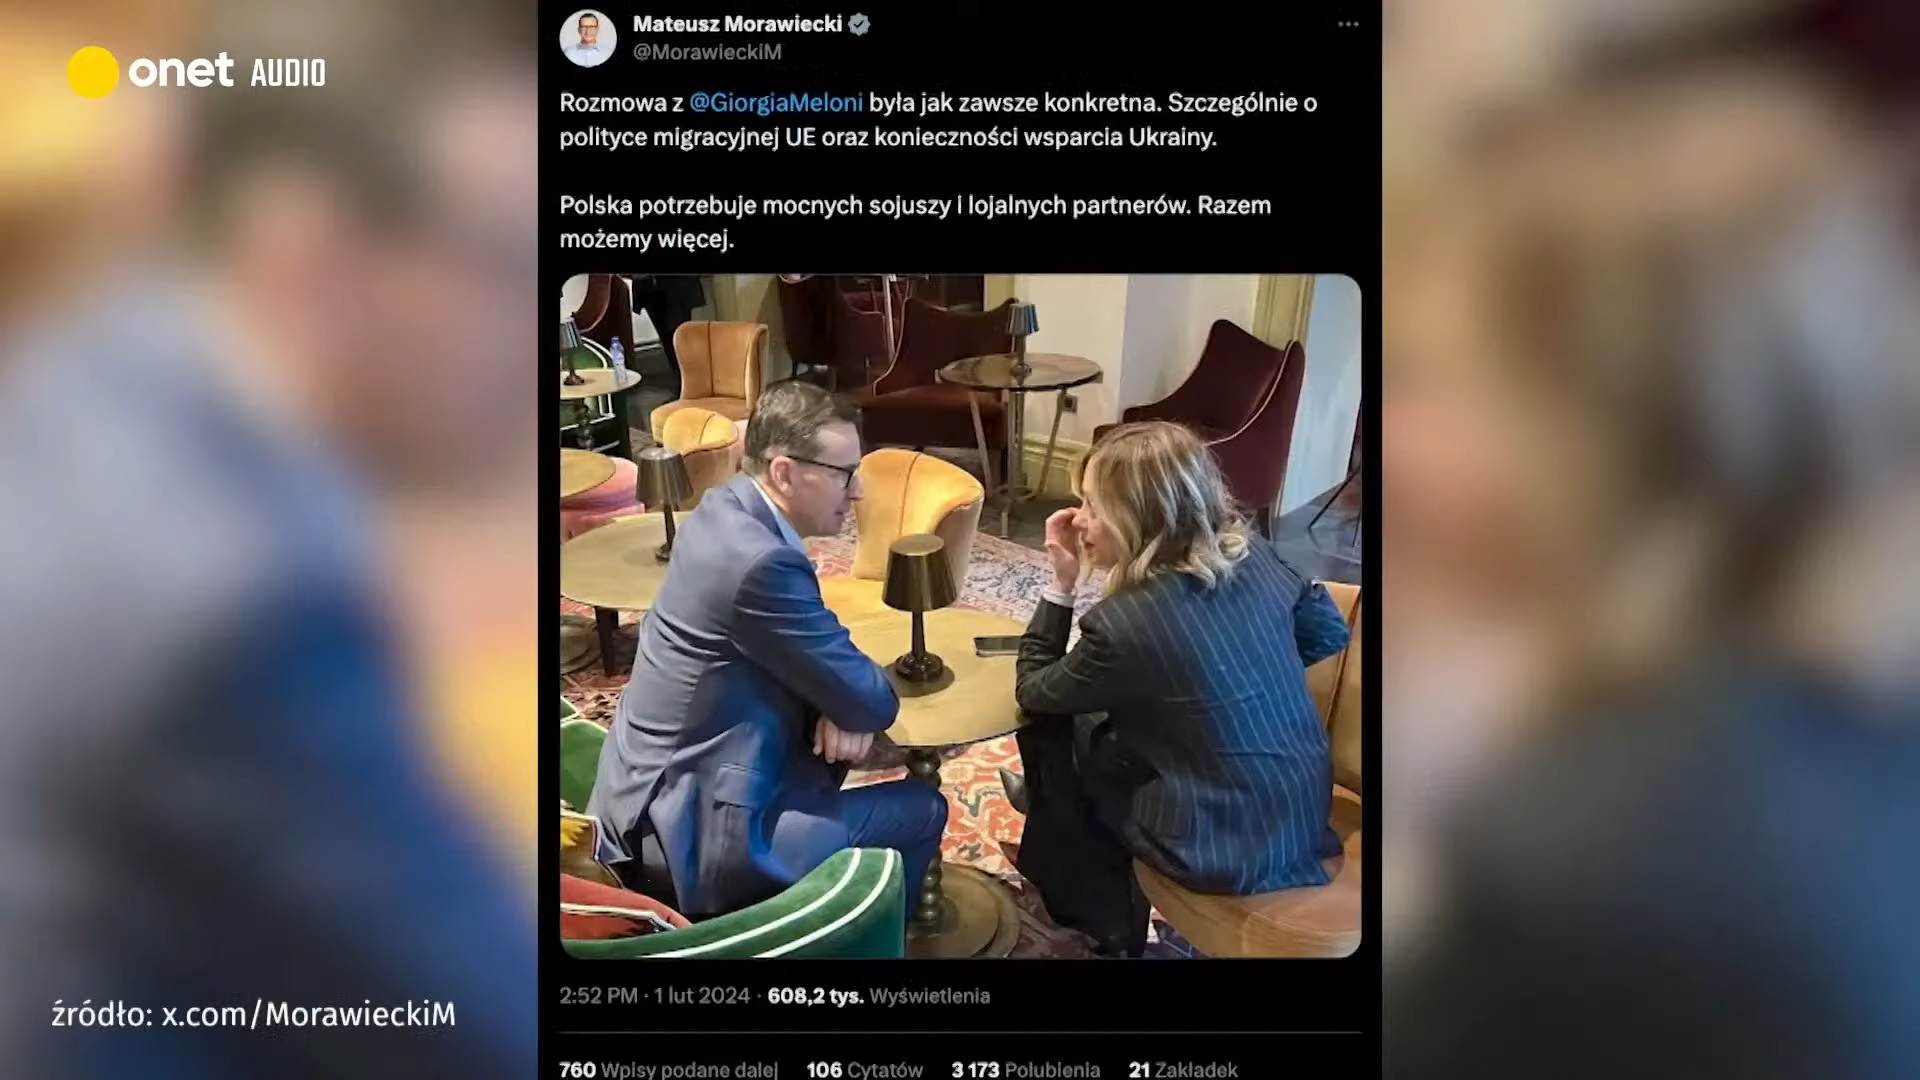 onet AUDIO
Mateusz Morawiecki
@MorawieckiM
Rozmowa z @GiorgiaMeloni była jak zawsze konkretna. Szczególnie o
polityce migracyjnej UE oraz konieczności wsparcia Ukrainy.
Polska potrzebuje mocnych sojuszy i lojalnych partnerów. Razem
możemy więcej.
2:52 PM · 1 lut 2024 · 608,2 tys. Wyświetlenia
źródło: x.com/MorawieckiM
760 Wpisy podane dalej 106 Cytatów 3 173 Polubienia 21 Zakładek